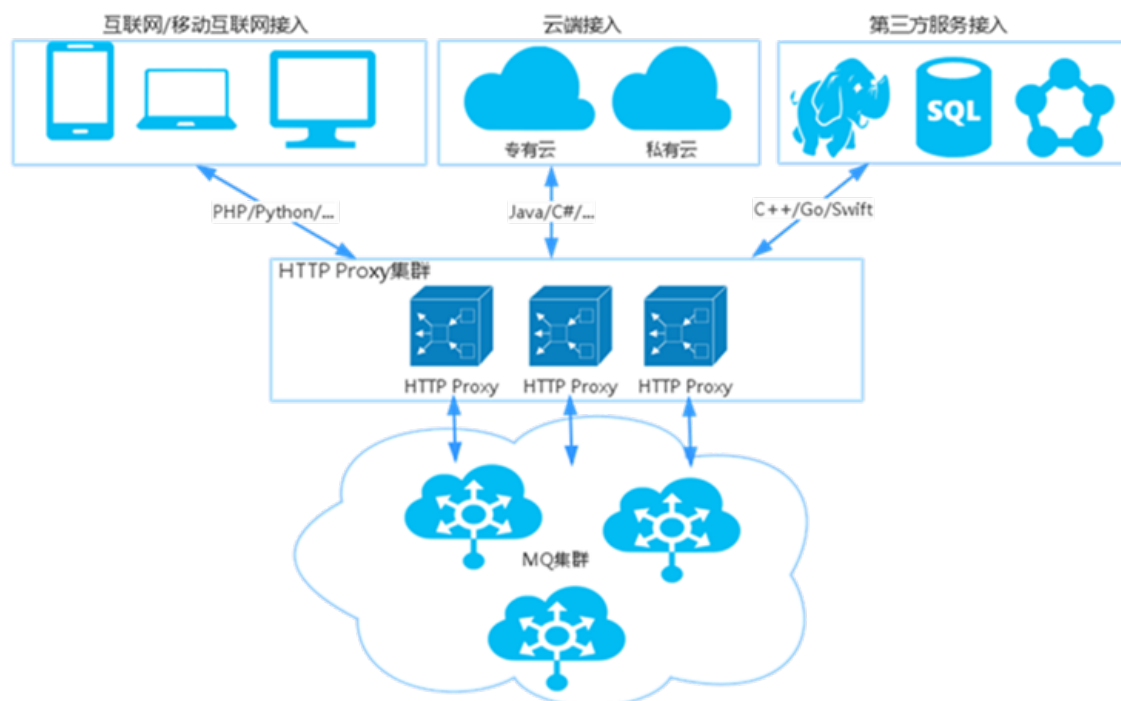 互联网/移动互联网接入
云端接入
第三方服务接入
SQL
专有云
私有云
PHP/Python/...
Java/C#/...
C++/Go/Swift
HTTP Proxy集群
HTTP Proxy
HTTP Proxy
HTTP Proxy
MQ集群